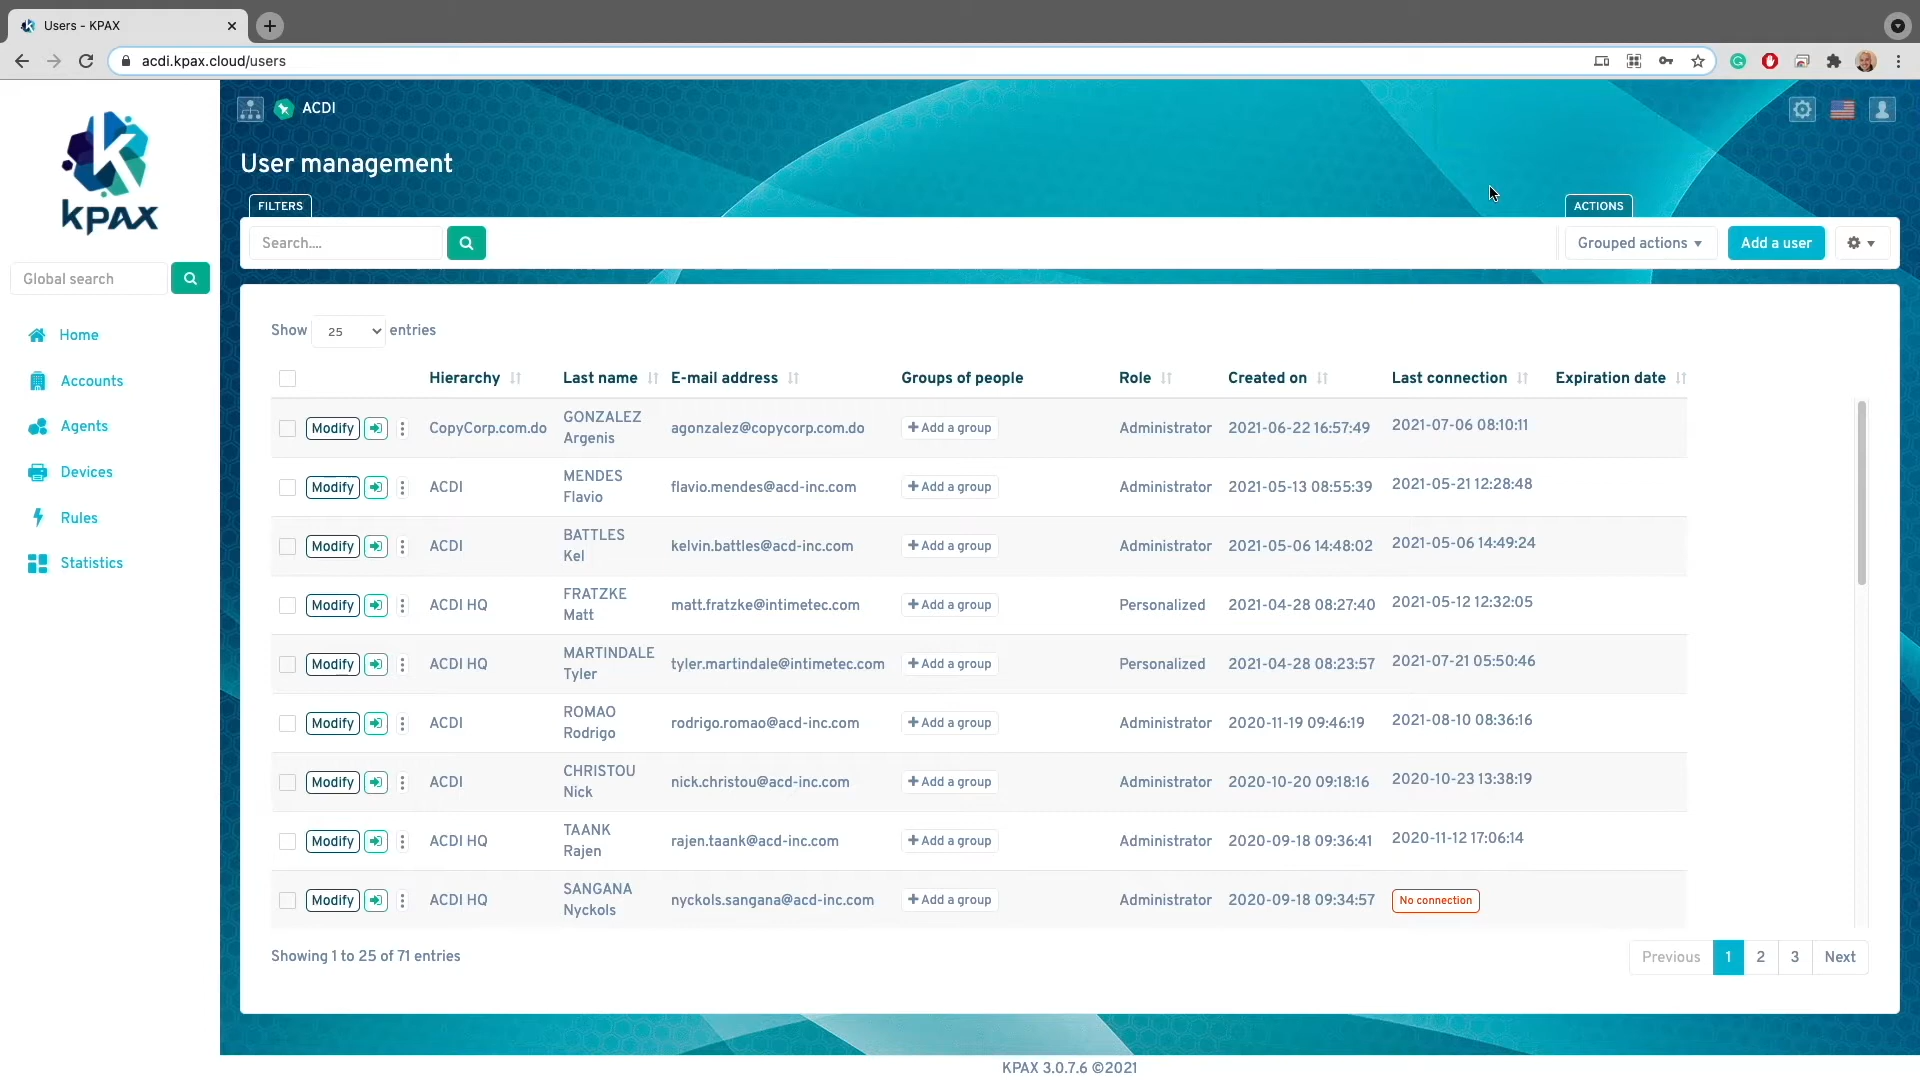 Users - KPAX
acdi.kpax.cloud/users
ACDI
kpax
User management
FILTERS
ACTIONS
Search....
Grouped actions
Add a user
Global search
Home
Accounts
Agents
Devices
Rules
Statistics
Show 25 entries
Hierarchy Last name E-mail address Groups of people Role Created on Last connection Expiration date
Modify CopyCorp.com.do GONZALEZ Argenis agonzalez@copycorp.com.do Add a group Administrator 2021-06-22 16:57:49 2021-07-06 08:10:11
Modify ACDI MENDES Flavio flavio.mendes@acd-inc.com Add a group Administrator 2021-05-13 08:55:39 2021-05-21 12:28:48
Modify ACDI BATTLES Kel kelvin.battles@acd-inc.com Add a group Administrator 2021-05-06 14:48:02 2021-05-06 14:49:24
Modify ACDI HQ FRATZKE Matt matt.fratzke@intimetec.com Add a group Personalized 2021-04-28 08:27:40 2021-05-12 12:32:05
Modify ACDI HQ MARTINDALE Tyler tyler.martindale@intimetec.com Add a group Personalized 2021-04-28 08:23:57 2021-07-21 05:50:46
Modify ACDI ROMAO Rodrigo rodrigo.romao@acd-inc.com Add a group Administrator 2020-11-19 09:46:19 2021-08-10 08:36:16
Modify ACDI CHRISTOU Nick nick.christou@acd-inc.com Add a group Administrator 2020-10-20 09:18:16 2020-10-23 13:38:19
Modify ACDI HQ TAANK Rajen rajen.taank@acd-inc.com Add a group Administrator 2020-09-18 09:36:41 2020-11-12 17:06:14
Modify ACDI HQ SANGANA Nyckols nyckols.sangana@acd-inc.com Add a group Administrator 2020-09-18 09:34:57 No connection
Showing 1 to 25 of 71 entries
Previous 1 2 3 Next
KPAX 3.0.7.6 ©2021